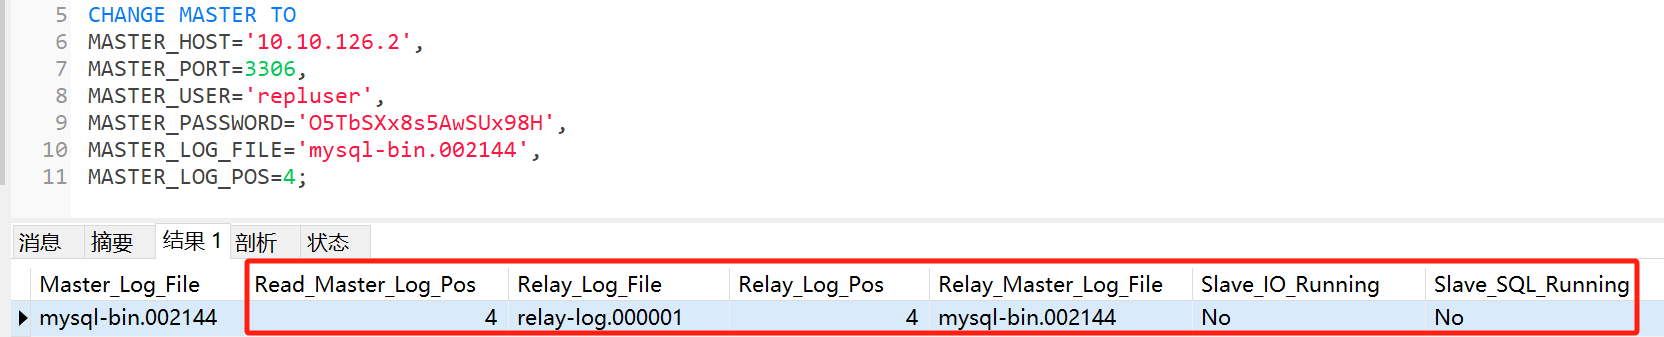 5 CHANGE MASTER TO
6 MASTER_HOST='10.10.126.2',
7 MASTER_PORT=3306,
8 MASTER_USER='repluser',
9 MASTER_PASSWORD='O5TbSXx8s5AwSUx98H',
10 MASTER_LOG_FILE='mysql-bin.002144',
11 MASTER_LOG_POS=4;
消息 摘要 结果 1 剖析 状态
Master_Log_File Read_Master_Log_Pos Relay_Log_File Relay_Log_Pos Relay_Master_Log_File Slave_IO_Running Slave_SQL_Running
mysql-bin.002144 4 relay-log.000001 4 mysql-bin.002144 No No